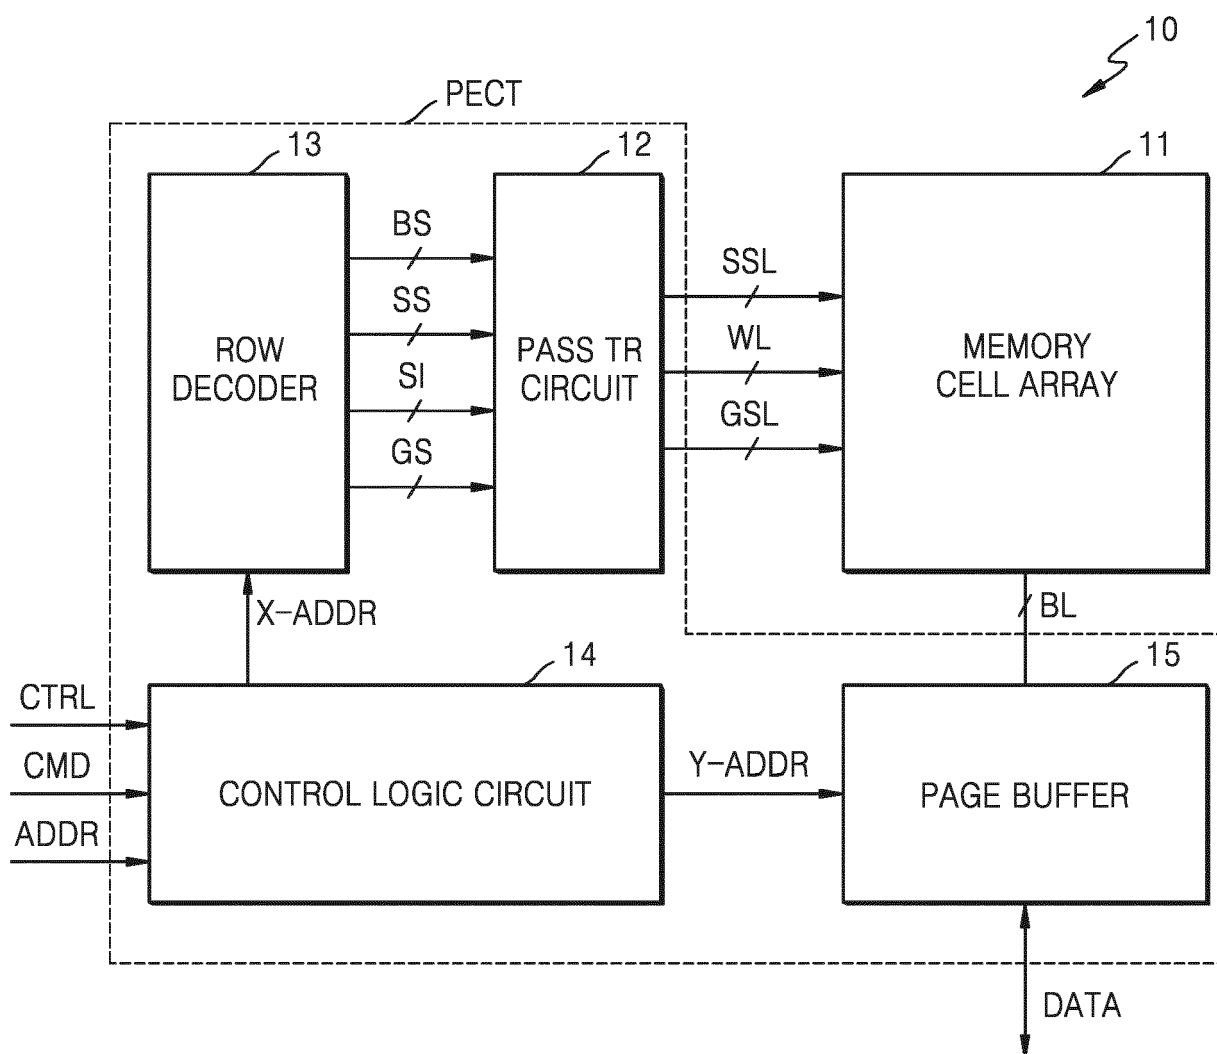 10
PECT
13
12
11
BS
SS
SI
GS
ROW
DECODER
PASS TR
CIRCUIT
SSL
WL
GSL
MEMORY
CELL ARRAY
X-ADDR
BL
14
15
CTRL
CMD
ADDR
CONTROL LOGIC CIRCUIT
Y-ADDR
PAGE BUFFER
DATA